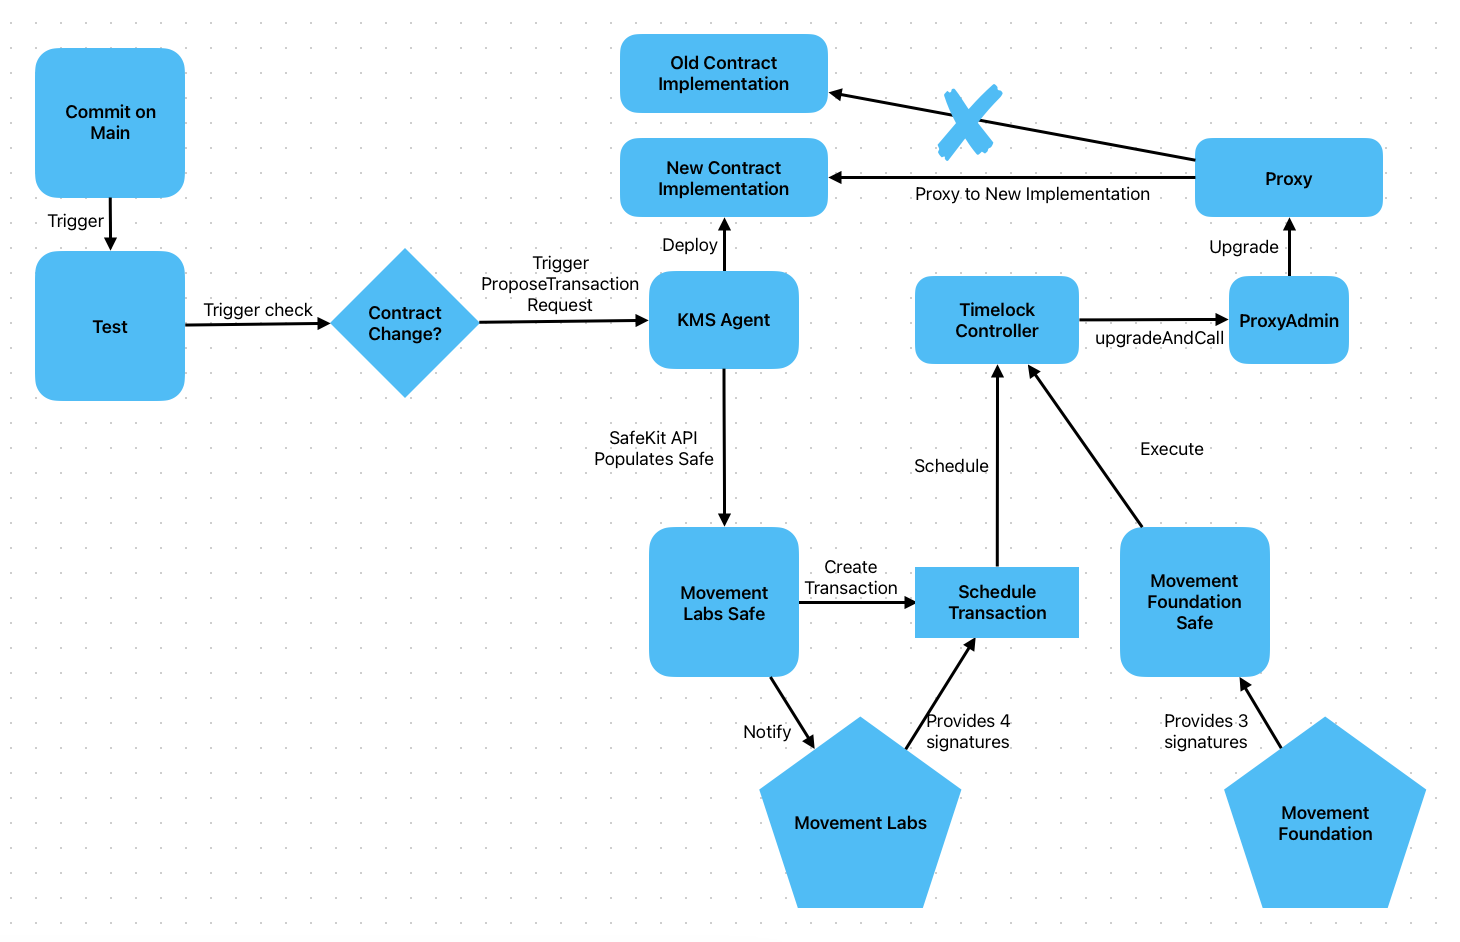 Commit on
Main
Trigger
Test
Trigger check
Contract
Change?
Trigger
ProposeTransaction
Request
KMS Agent
Deploy
Old Contract
Implementation
New Contract
Implementation
Proxy to New Implementation
Proxy
Upgrade
Timelock
Controller
upgradeAndCall
ProxyAdmin
SafeKit API
Populates Safe
Schedule
Execute
Movement
Labs Safe
Create
Transaction
Schedule
Transaction
Movement
Foundation
Safe
Notify
Provides 4
signatures
Provides 3
signatures
Movement Labs
Movement
Foundation